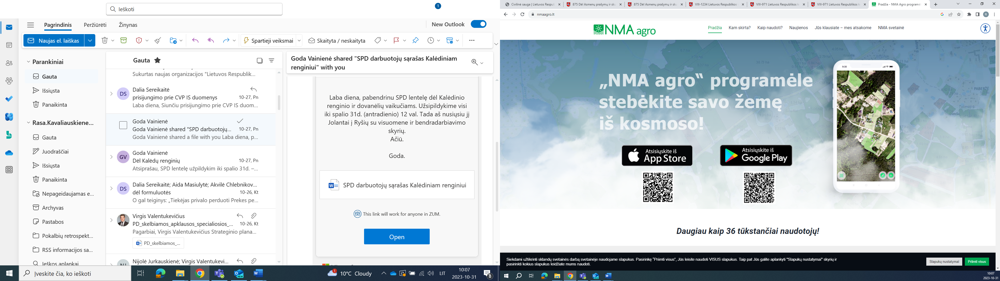 Ieškoti
1
Pagrindinis
Peržiūrėti
Žinynas
New Outlook
Naujas el. laiškas
Spartieji veiksmai
Skaityta / neskaityta
Parankiniai
Gauta
Išsiųsta
Panaikinta
Rasa.Kavaliauskiene...
Gauta
Juodraščiai
Išsiųsta
Panaikinta
Nepageidaujamas e...
Archyvas
Pastabos
Pokalbių retrospekt...
RSS informacijos sa...
Ieškos aplankai
Gauta
Sukurtas naujas organizacijos "Lietuvos Respublik...
DS
Dalia Sereikaitė
prisijungimo prie CVP IS duomenys
10-27, Pn
Laba diena, Siunčiu prisijungimo prie CVP IS duom...
Goda Vainienė
Goda Vainienė shared "SPD darbuotojų...
10-27, Pn
Goda Vainienė shared a file with you Laba diena, p...
GV
Goda Vainienė
Dėl Kalėdų renginių
10-27, Pn
Atsiprašau, SPD lentelę užpildykim iki spalio 31d. –...
DS
Dalia Sereikaitė; Aida Masiulytė; Akvilė Chlebnikov...
dėl formuluotės
10-26, Kt
O gal teiginys: „Tiekėjas privalo perduoti Prekes pe...
Virgis Valentukevičius
PD_skelbiamos_apklausos_specialiosios_...
10-26, Kt
Pagarbiai, Virgis Valentukevičius Strateginio plana...
PD_skelbiamos_...
Nijolė Jurkauskienė; Virgis Valentukevi...
Goda Vainienė shared "SPD darbuotojų sąrašas Kalėdiniam
renginiui" with you
Laba diena, pabendrinu SPD lentelę dėl Kalėdinio
renginio ir dovanėlių vaikučiams. Užsipildykime visi
iki spalio 31d. (antradienio) 12 val. Tada aš nusiųsiu jį
Jolantai į Ryšių su visuomene ir bendradarbiavimo
skyrių.
Ačiū.
Goda.
SPD darbuotojų sąrašas Kalėdiniam renginiui
This link will work for anyone in ZUM.
Open
Įveskite čia, ko ieškoti
1
10°C Cloudy
LIT
10:07
2023-10-31
8
Civilinė sauga | Lietuvos Respub
875 Dėl Asmenų prašymų ir sku
875 Dėl Asmenų prašymų ir sku
VIII-1234 Lietuvos Respublikos
VIII-971 Lietuvos Respublikos k
VIII-971 Lietuvos Respublikos k
Pradžia - NMA Agro programė
nmaagro.lt
R
NMA agro
Pradžia
Kam skirta?
Kaip naudoti?
Naujienos
Jūs klausiate – mes atsakome
NMA svetainė
„NMA agro“ programėle
stebėkite savo žemę
iš kosmoso!
Atsisiųskite iš
App Store
Atsisiųskite iš
Google Play
9:30
PABERŽĖ
Daugiau kaip 36 tūkstančiai naudotojų!
Siekdami užtikrinti sklandų svetainės darbą svetainėje naudojame slapukus. Pasirinkę "Priimti visus", Jūs leisite naudoti VISUS slapukus. Taip pat Jūs galite aplankyti "Slapukų nustatymai" skyrių ir
pasirinkti kokius slapukus leidžiate mums naudoti.
Slapukų nustatymai
Priimti visus
10:07
2023-10-31